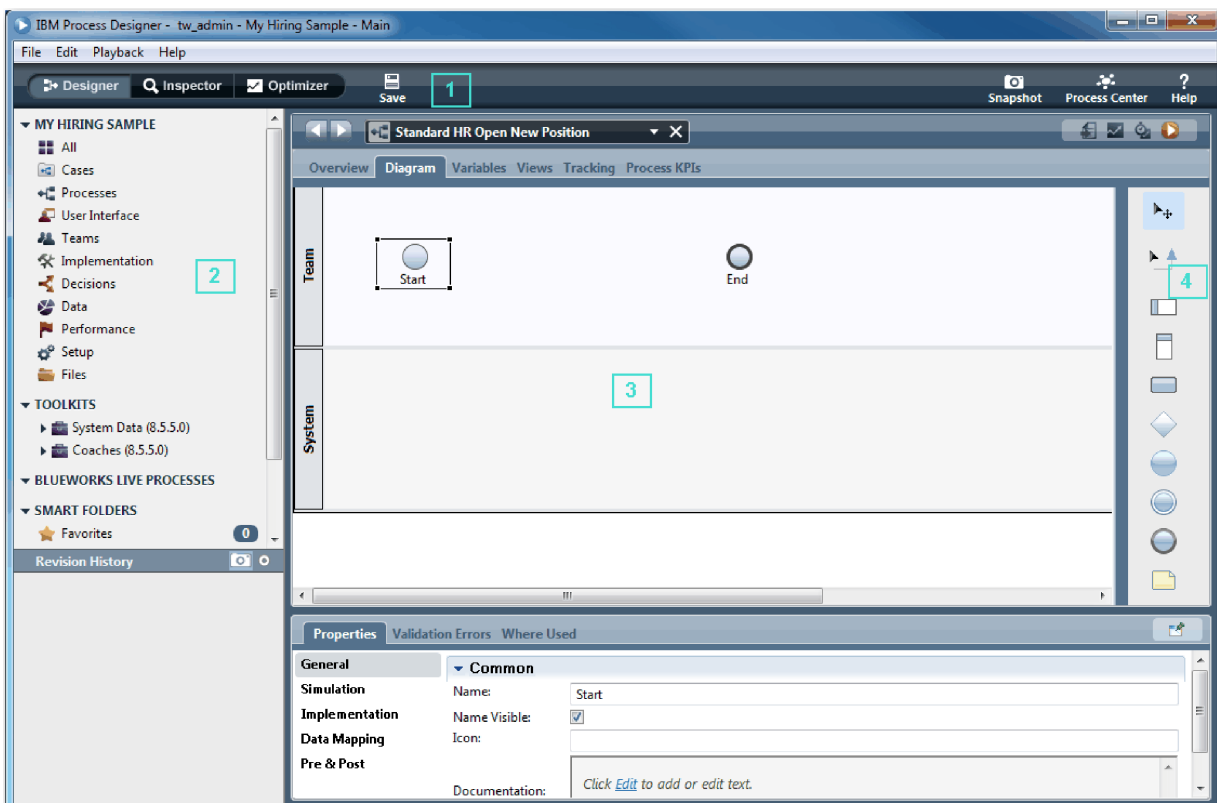 IBM Process Designer - tw_admin - My Hiring Sample - Main
File Edit Playback Help
Designer Inspector Optimizer Save 1 Snapshot Process Center Help
MY HIRING SAMPLE
All
Cases
Processes
User Interface
Teams
Implementation
Decisions
Data
Performance
Setup
Files
2
TOOLKITS
System Data (8.5.5.0)
Coaches (8.5.5.0)
BLUEWORKS LIVE PROCESSES
SMART FOLDERS
Favorites 0
Revision History
Standard HR Open New Position
Overview Diagram Variables Views Tracking Process KPIs
Team
Start
End
System
3
4
Properties Validation Errors Where Used
General
Simulation
Implementation
Data Mapping
Pre & Post
Common
Name: Start
Name Visible:
Icon:
Documentation: Click Edit to add or edit text.